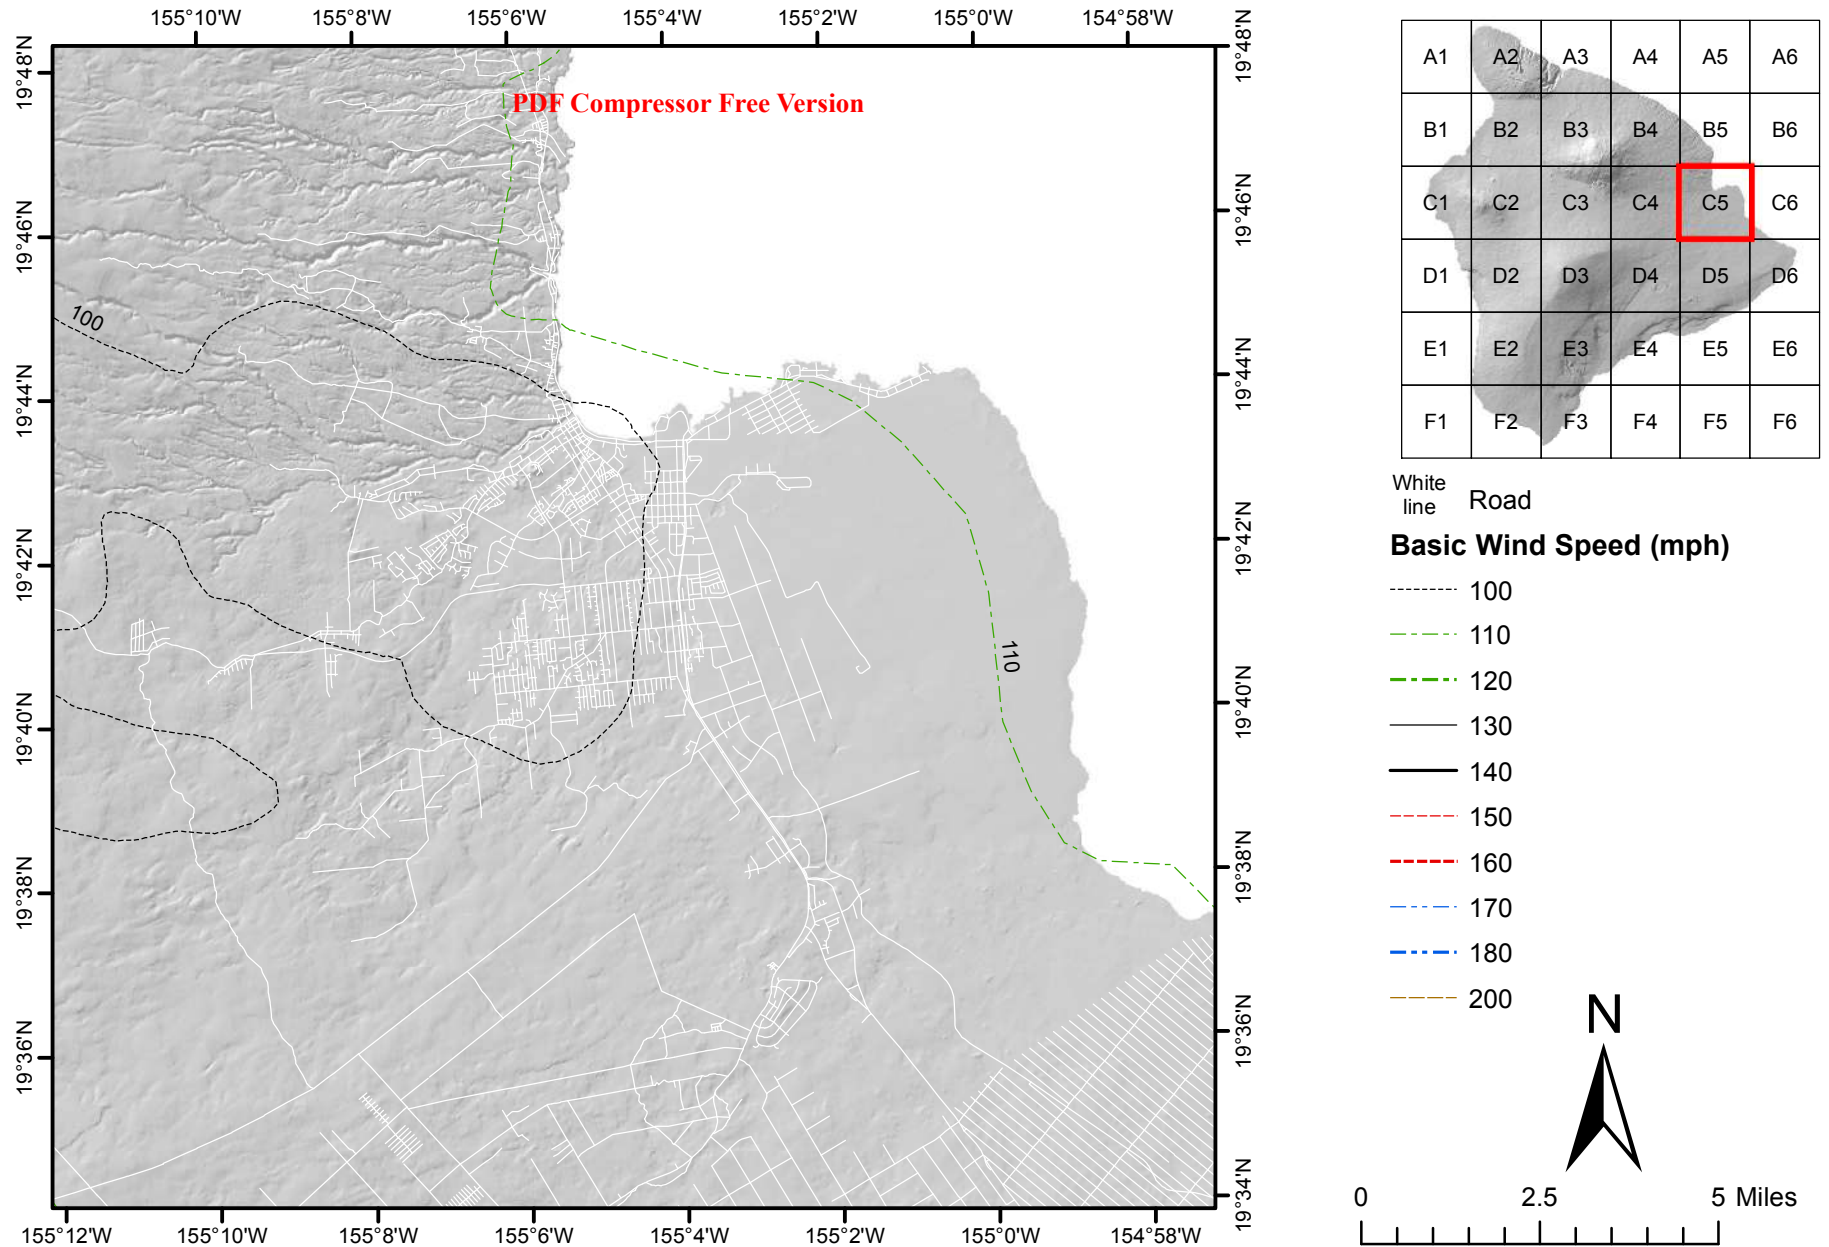 155°10'W 155°8'W 155°6'W 155°4'W 155°2'W 155°0'W 154°58'W
19°48'N
19°46'N
19°44'N
19°42'N
19°40'N
19°38'N
19°36'N
PDF Compressor Free Version
100
110
19°48'N
19°46'N
19°44'N
19°42'N
19°40'N
19°38'N
19°36'N
19°34'N
155°12'W 155°10'W 155°8'W 155°6'W 155°4'W 155°2'W 155°0'W 154°58'W
A1 A2 A3 A4 A5 A6
B1 B2 B3 B4 B5 B6
C1 C2 C3 C4 C5 C6
D1 D2 D3 D4 D5 D6
E1 E2 E3 E4 E5 E6
F1 F2 F3 F4 F5 F6
White
line Road
Basic Wind Speed (mph)
100
110
120
130
140
150
160
170
180
200
N
0 2.5 5 Miles